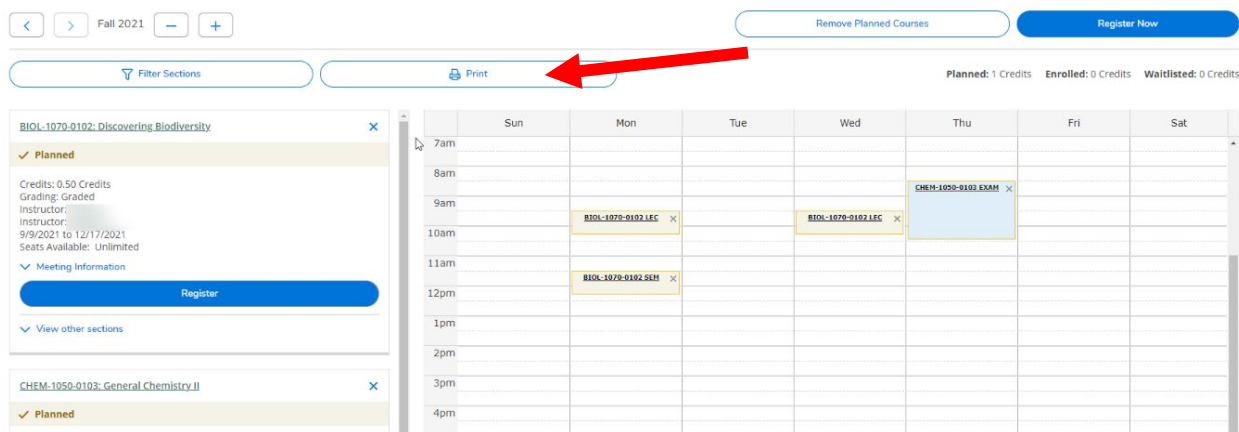 Fall 2021
Remove Planned Courses
Register Now
Filter Sections
Print
Planned: 1 Credits Enrolled: 0 Credits Waitlisted: 0 Credits
BIOL-1070-0102: Discovering Biodiversity
Planned
Credits: 0.50 Credits
Grading: Graded
Instructor:
Instructor:
9/9/2021 to 12/17/2021
Seats Available: Unlimited
Meeting Information
Register
View other sections
CHEM-1050-0103: General Chemistry II
Planned
Sun Mon Tue Wed Thu Fri Sat
7am
8am
CHEM-1050-0103 EXAM
9am
BIOL-1070-0102 LEC BIOL-1070-0102 LEC
10am
11am
BIOL-1070-0102 SEM
12pm
1pm
2pm
3pm
4pm